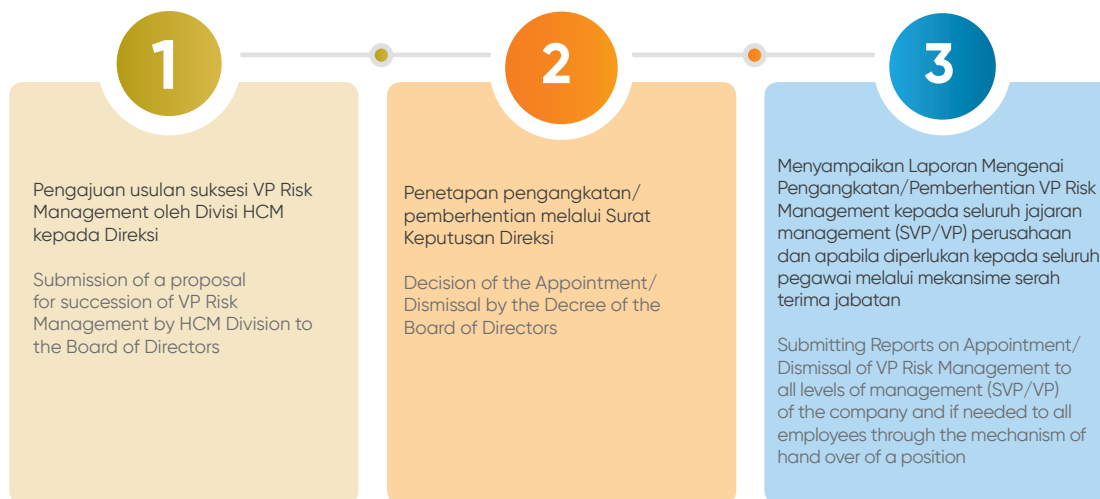 1
Pengajuan usulan suksesi VP Risk
Management oleh Divisi HCM
kepada Direksi
Submission of a proposal
for succession of VP Risk
Management by HCM Division to
the Board of Directors
2
Penetapan pengangkatan/
pemberhentian melalui Surat
Keputusan Direksi
Decision of the Appointment/
Dismissal by the Decree of the
Board of Directors
3
Menyampaikan Laporan Mengenai
Pengangkatan/Pemberhentian VP Risk
Management kepada seluruh jajaran
management (SVP/VP) perusahaan
dan apabila diperlukan kepada seluruh
pegawai melalui mekansime serah
terima jabatan
Submitting Reports on Appointment/
Dismissal of VP Risk Management to
all levels of management (SVP/VP)
of the company and if needed to all
employees through the mechanism of
hand over of a position